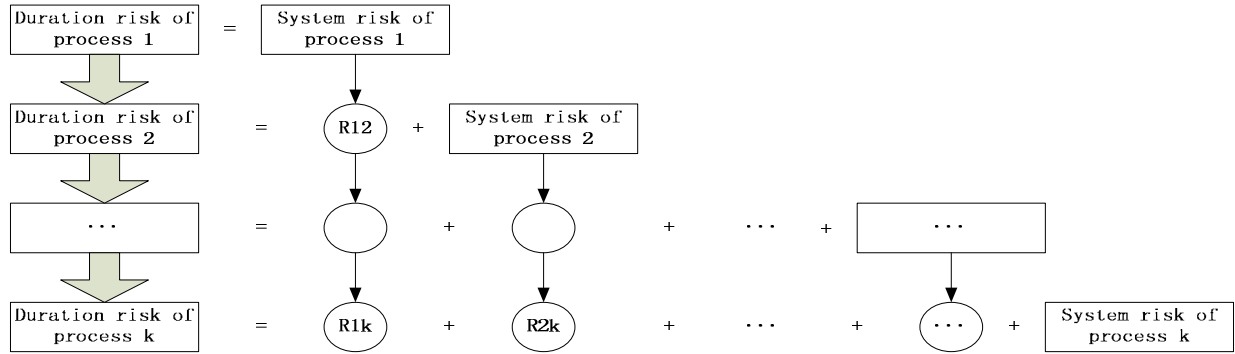 Duration risk of
process 1
=
System risk of
process 1
Duration risk of
process 2
=
R12
+
System risk of
process 2
...
=
+
+
...
+
...
Duration risk of
process k
=
R1k
+
R2k
+
...
+
...
+
System risk of
process k